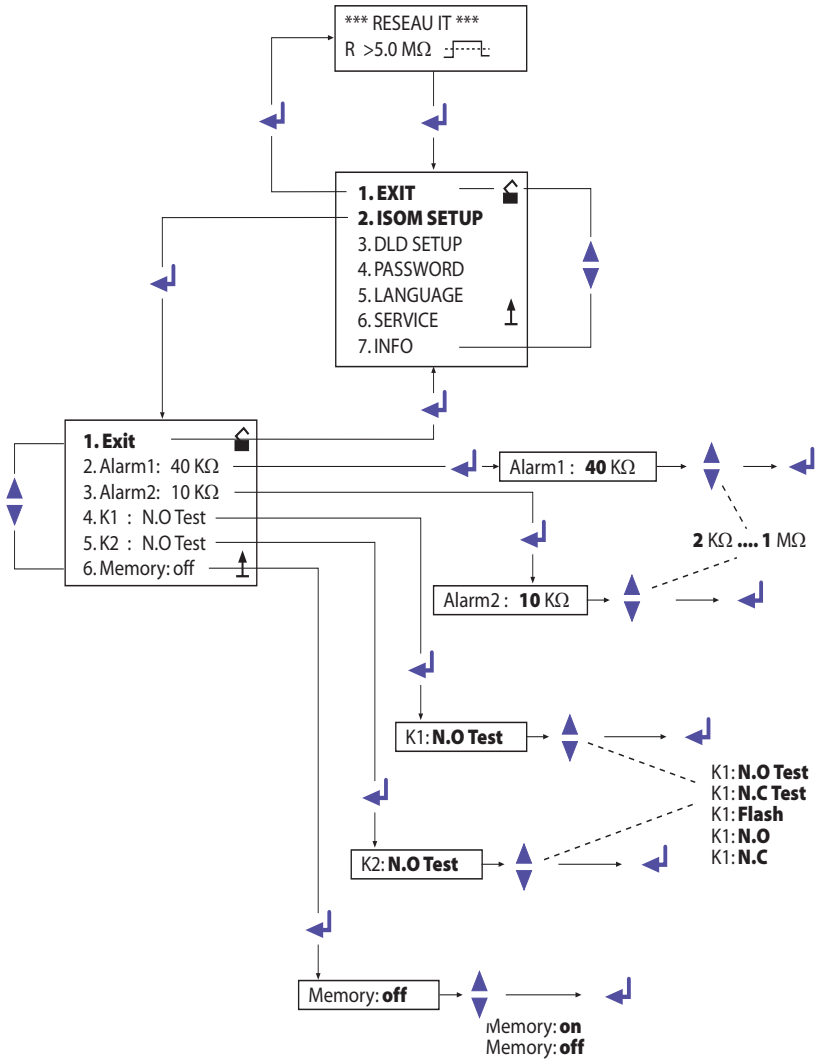 *** RESEAU IT ***
R >5.0 MΩ
1. EXIT
2. ISOM SETUP
3. DLD SETUP
4. PASSWORD
5. LANGUAGE
6. SERVICE
7. INFO
1. Exit
2. Alarm1: 40 KΩ
3. Alarm2: 10 KΩ
4. K1 : N.O Test
5. K2 : N.O Test
6. Memory: off
Alarm1 : 40 KΩ
2 KΩ .... 1 MΩ
Alarm2 : 10 KΩ
K1: N.O Test
K1: N.O Test
K1: N.C Test
K1: Flash
K1: N.O
K1: N.C
K2: N.O Test
Memory: off
Memory: on
Memory: off